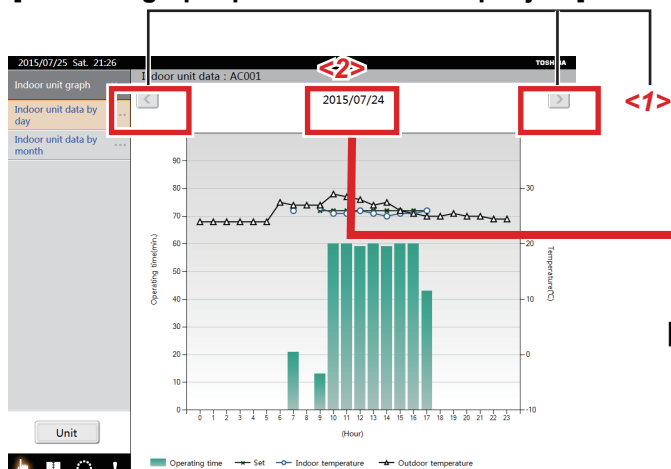 2015/07/25 Sat. 21:26
TOSHIBA
Indoor unit graph
Indoor unit data : AC001
<2>
<1>
Indoor unit data by
day
...
Indoor unit data by
month
...
<
2015/07/24
>
90
80
70
60
50
40
30
20
10
0
Operating time(min.)
30
20
10
0
-10
Temperature(℃)
0 1 2 3 4 5 6 7 8 9 10 11 12 13 14 15 16 17 18 19 20 21 22 23
(Hour)
Unit
Operating time Set Indoor temperature Outdoor temperature